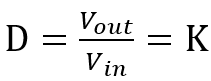 D = V_out / V_in = K